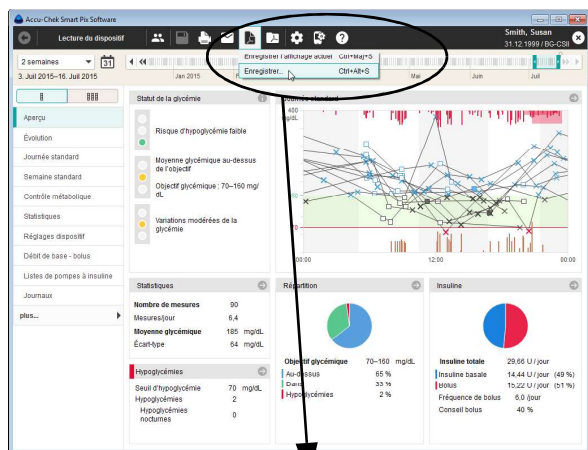 Accu-Chek Smart Pix Software
Lecture du dispositif
Smith, Susan
31.12.1999 / BG-CSII
2 semaines
31
3. Juil 2015–16. Juil 2015
Jan 2015
Mai
Juin
Juil
Enregistrer l'affichage actuel Ctrl+Maj+S
Enregistrer... Ctrl+Alt+S
Aperçu
Évolution
Journée standard
Semaine standard
Contrôle métabolique
Statistiques
Réglages dispositif
Débit de base - bolus
Listes de pompes à insuline
Journaux
plus...
Statut de la glycémie
Risque d'hypoglycémie faible
Moyenne glycémique au-dessus
de l'objectif
Objectif glycémique : 70–160 mg/
dL
Variations modérées de la
glycémie
Journée standard
400
mg/dL
70
00:00
12:00
00:00
Statistiques
Nombre de mesures 90
Mesures/jour 6,4
Moyenne glycémique 185 mg/dL
Écart-type 64 mg/dL
Hypoglycémies
Seuil d'hypoglycémie 70 mg/dL
Hypoglycémies 2
Hypoglycémies
nocturnes 0
Répartition
Objectif glycémique 70–160 mg/dL
Au-dessus 65 %
Dans 33 %
Hypoglycémies 2 %
Insuline
Insuline totale 29,66 U / jour
Insuline basale 14,44 U / jour (49 %)
Bolus 15,22 U / jour (51 %)
Fréquence de bolus 6,0 /jour
Conseil bolus 40 %